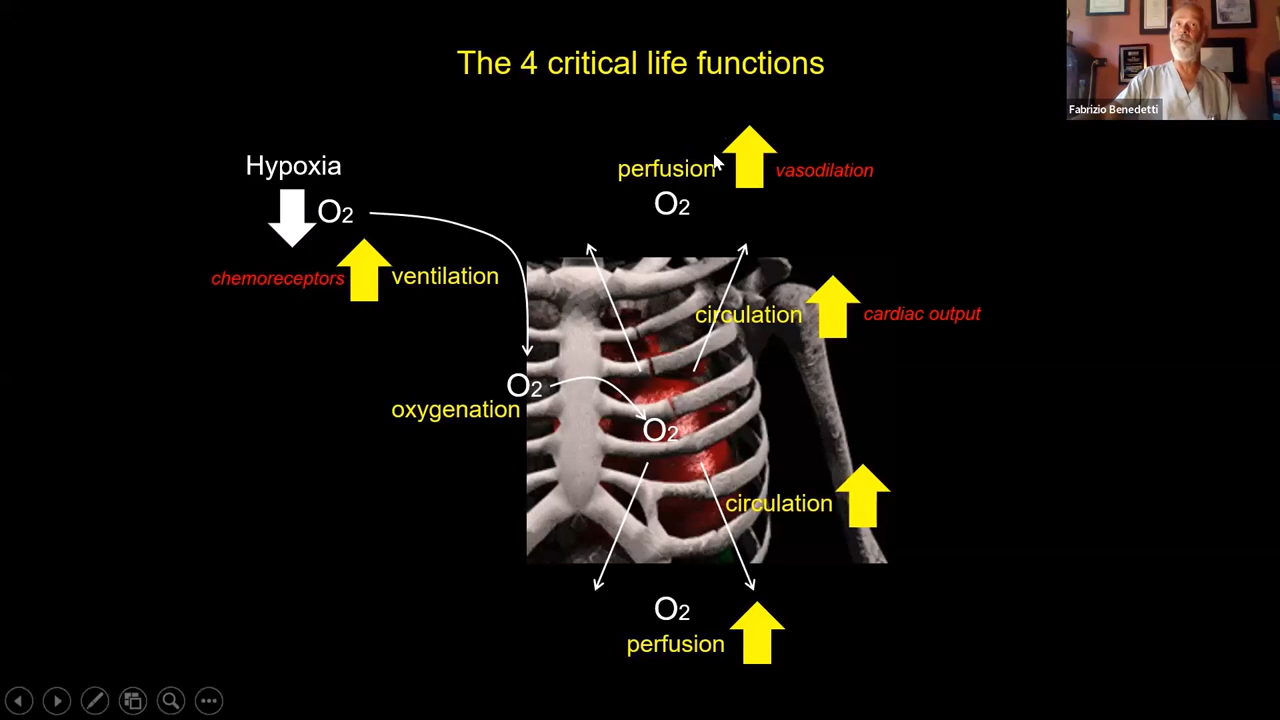 The 4 critical life functions
Fabrizio Benedetti
Hypoxia
O2
chemoreceptors
ventilation
perfusion
vasodilation
O2
circulation
cardiac output
O2
oxygenation
O2
circulation
O2
perfusion